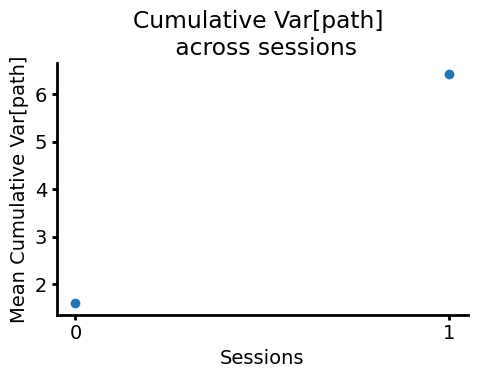 Cumulative Var[path]
across sessions
Mean Cumulative Var[path]
6
5
4
3
2
0 1
Sessions